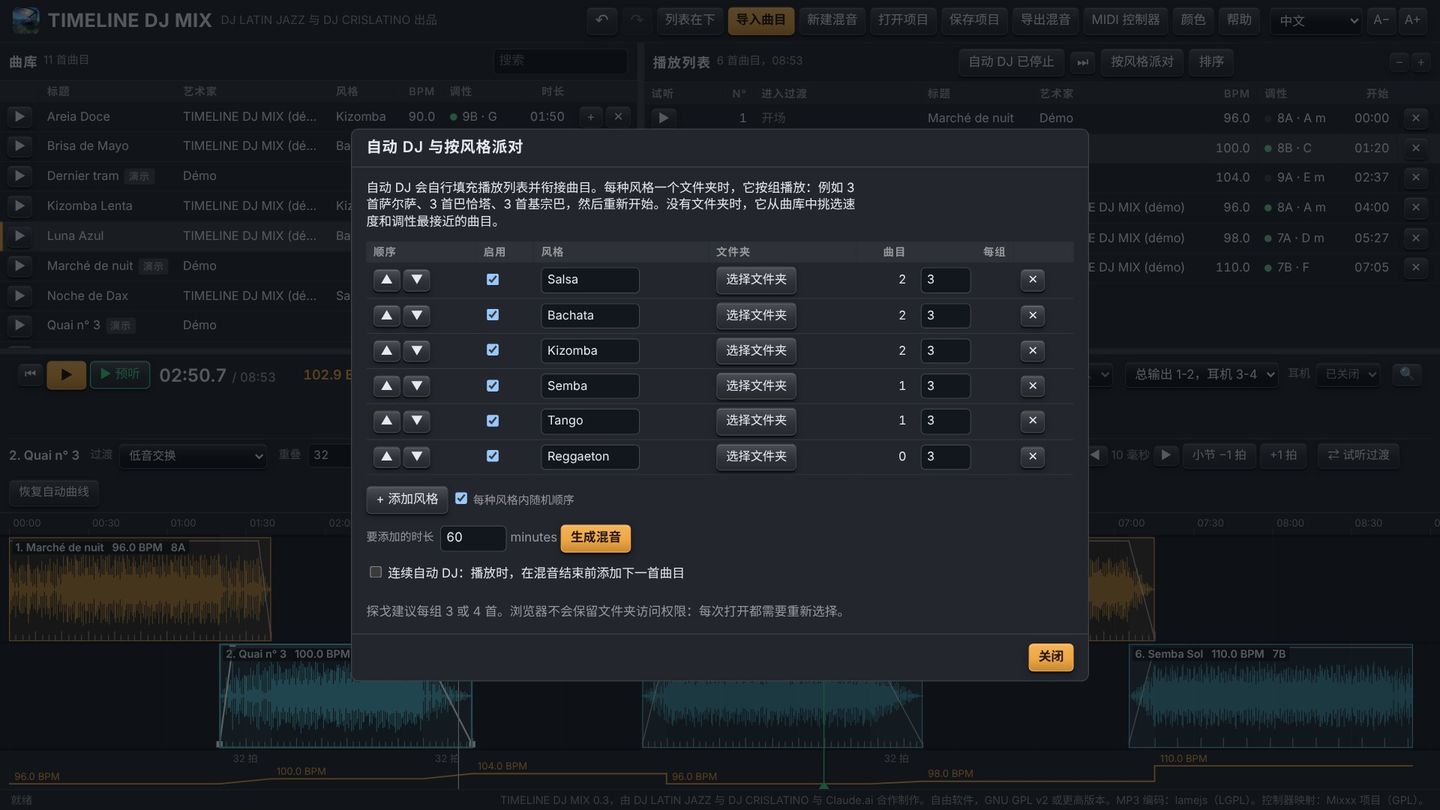 TIMELINE DJ MIX DJ LATIN JAZZ 与 DJ CRISLATINO 出品
↶ ↷ 列表在下 导入曲目 新建混音 打开项目 保存项目 导出混音 MIDI 控制器 颜色 帮助 中文 A− A+
曲库 11 首曲目 搜索
标题 艺术家 风格 BPM 调性 时长
Areia Doce TIMELINE DJ MIX (dé… Kizomba 90.0 9B · G 01:50 + ×
Brisa de Mayo TIMELINE DJ MIX (dé… Ba
Dernier tram 演示 Démo
Kizomba Lenta TIMELINE DJ MIX (dé… Kizomba
Luna Azul TIMELINE DJ MIX (dé… Ba
Marché de nuit 演示 Démo
Noche de Dax TIMELINE DJ MIX (dé… Sa
Quai n° 3 演示 Démo
播放列表 6 首曲目，08:53 自动 DJ 已停止 按风格派对 排序 − +
试听 N° 进入过渡 标题 艺术家 BPM 调性 开始
1 开场 Marché de nuit Démo 96.0 8A · A m 00:00 ×
100.0 8B · C 01:20 ×
104.0 9A · E m 02:37 ×
E DJ MIX (démo) 96.0 8A · A m 04:00 ×
E DJ MIX (démo) 98.0 7A · D m 05:27 ×
E DJ MIX (démo) 110.0 7B · F 07:05 ×
自动 DJ 与按风格派对
自动 DJ 会自行填充播放列表并衔接曲目。每种风格一个文件夹时，它按组播放：例如 3
首萨尔萨、3 首巴恰塔、3 首基宗巴，然后重新开始。没有文件夹时，它从曲库中挑选速
度和调性最接近的曲目。
顺序 启用 风格 文件夹 曲目 每组
▲ ▼ Salsa 选择文件夹 2 3 ×
▲ ▼ Bachata 选择文件夹 2 3 ×
▲ ▼ Kizomba 选择文件夹 2 3 ×
▲ ▼ Semba 选择文件夹 1 3 ×
▲ ▼ Tango 选择文件夹 1 3 ×
▲ ▼ Reggaeton 选择文件夹 0 3 ×
+ 添加风格 每种风格内随机顺序
要添加的时长 60 minutes 生成混音
连续自动 DJ：播放时，在混音结束前添加下一首曲目
探戈建议每组 3 或 4 首。浏览器不会保留文件夹访问权限：每次打开都需要重新选择。
关闭
预听 02:50.7 / 08:53 102.9 B
总输出 1-2，耳机 3-4 耳机 已关闭
2. Quai n° 3 过渡 低音交换 重叠 32
10 毫秒 小节 −1 拍 +1 拍 ⇄ 试听过渡
恢复自动曲线
00:00 00:30 01:00 01:30 02:0 07:00 07:30 08:00 08:30
1. Marché de nuit 96.0 BPM 8A
2. Quai n° 3 100.0 BPM
6. Semba Sol 110.0 BPM 7B
32 拍 32 拍 32 拍
96.0 BPM 100.0 BPM 104.0 BPM 96.0 BPM 98.0 BPM 110.0 BPM
就绪 TIMELINE DJ MIX 0.3，由 DJ LATIN JAZZ 与 DJ CRISLATINO 与 Claude.ai 合作制作。自由软件，GNU GPL v2 或更高版本。MP3 编码：lamejs（LGPL）。控制器映射：Mixxx 项目（GPL）。